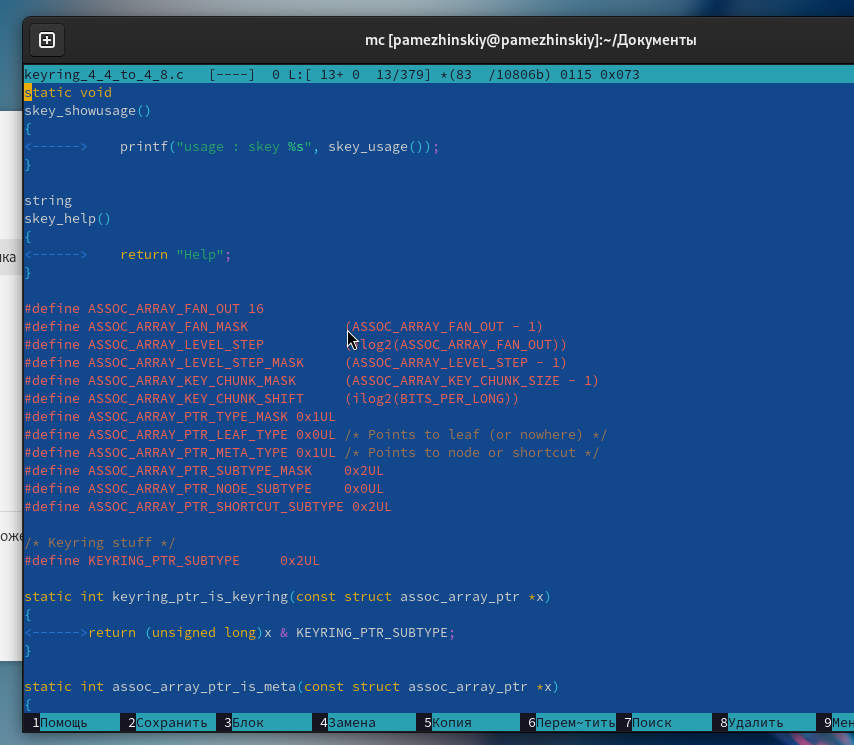 mc [pamezhinskiy@pamezhinskiy]:~/Документы
keyring_4_4_to_4_8.c   [----]  0 L:[ 13+ 0  13/379] *(83  /10806b) 0115 0x073
static void
skey_showusage()
{
<------>    printf("usage : skey %s", skey_usage());
}
string
skey_help()
{
<------>    return "Help";
}
#define ASSOC_ARRAY_FAN_OUT 16
#define ASSOC_ARRAY_FAN_MASK            (ASSOC_ARRAY_FAN_OUT - 1)
#define ASSOC_ARRAY_LEVEL_STEP          (ilog2(ASSOC_ARRAY_FAN_OUT))
#define ASSOC_ARRAY_LEVEL_STEP_MASK     (ASSOC_ARRAY_LEVEL_STEP - 1)
#define ASSOC_ARRAY_KEY_CHUNK_MASK      (ASSOC_ARRAY_KEY_CHUNK_SIZE - 1)
#define ASSOC_ARRAY_KEY_CHUNK_SHIFT     (ilog2(BITS_PER_LONG))
#define ASSOC_ARRAY_PTR_TYPE_MASK 0x1UL
#define ASSOC_ARRAY_PTR_LEAF_TYPE 0x0UL /* Points to leaf (or nowhere) */
#define ASSOC_ARRAY_PTR_META_TYPE 0x1UL /* Points to node or shortcut */
#define ASSOC_ARRAY_PTR_SUBTYPE_MASK    0x2UL
#define ASSOC_ARRAY_PTR_NODE_SUBTYPE    0x0UL
#define ASSOC_ARRAY_PTR_SHORTCUT_SUBTYPE 0x2UL
/* Keyring stuff */
#define KEYRING_PTR_SUBTYPE     0x2UL
static int keyring_ptr_is_keyring(const struct assoc_array_ptr *x)
{
<------>return (unsigned long)x & KEYRING_PTR_SUBTYPE;
}
static int assoc_array_ptr_is_meta(const struct assoc_array_ptr *x)
{
1Помощь 2Сохранить 3Блок 4Замена 5Копия 6Перем~тить 7Поиск 8Удалить 9Мен